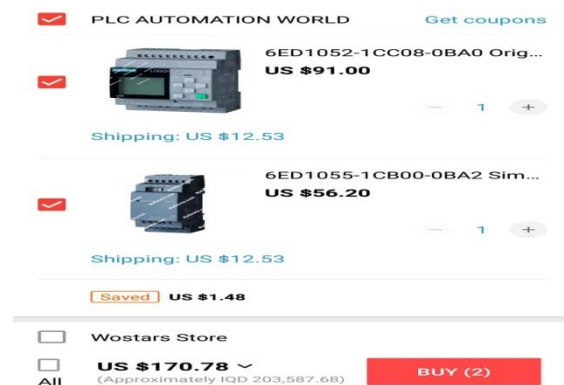 PLC AUTOMATION WORLD
Get coupons
6ED1052-1CC08-0BA0 Orig...
US $91.00
1 +
Shipping: US $12.53
6ED1055-1CB00-0BA2 Sim...
US $56.20
1 +
Shipping: US $12.53
Saved US $1.48
Wostars Store
All
US $170.78
(Approximately IQD 203,587.68)
BUY (2)